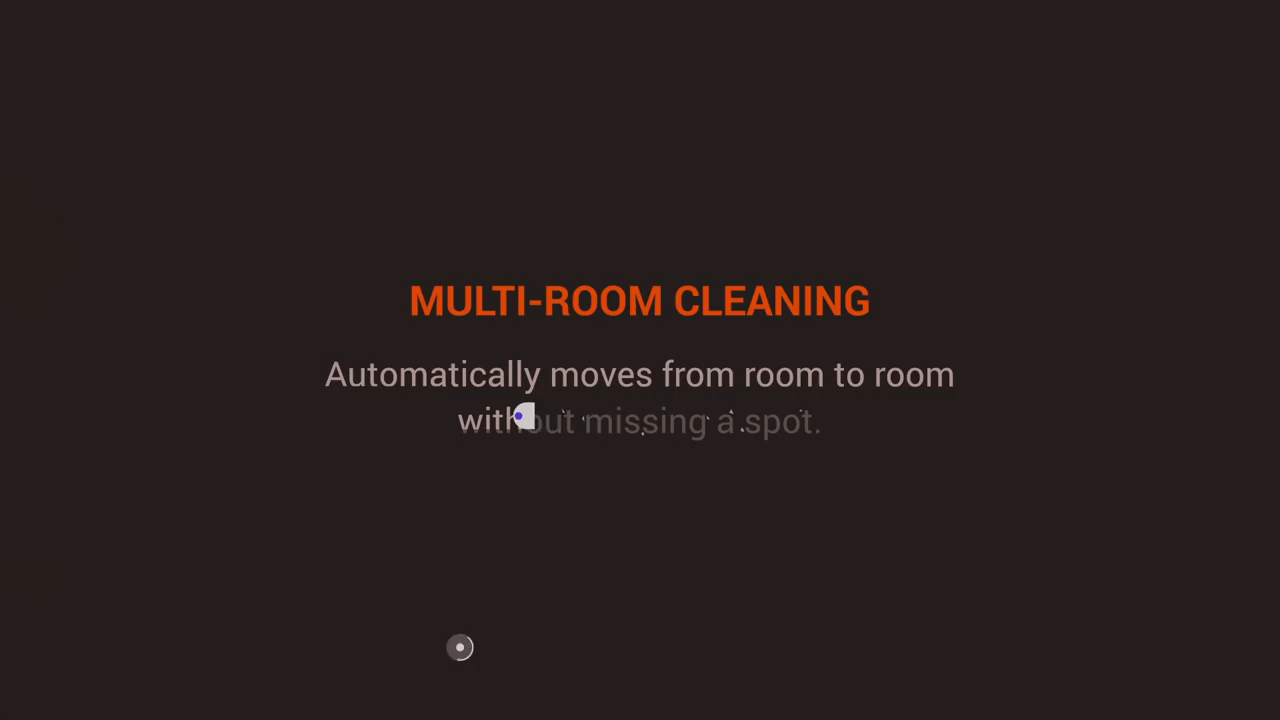 MULTI-ROOM CLEANING
Automatically moves from room to room
without missing a spot.